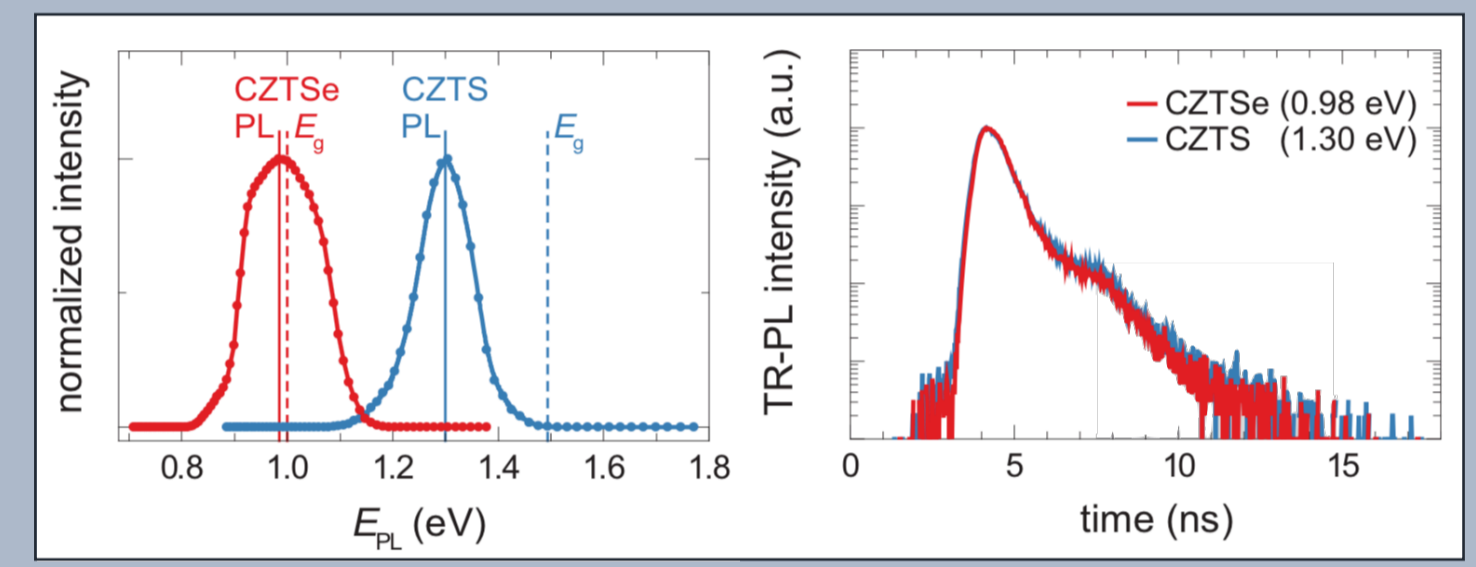 normalized intensity
CZTSe
PL Eg
CZTS
PL Eg
0.8 1.0 1.2 1.4 1.6 1.8
EPL (eV)
TR-PL intensity (a.u.)
CZTSe (0.98 eV)
CZTS (1.30 eV)
0 5 10 15
time (ns)